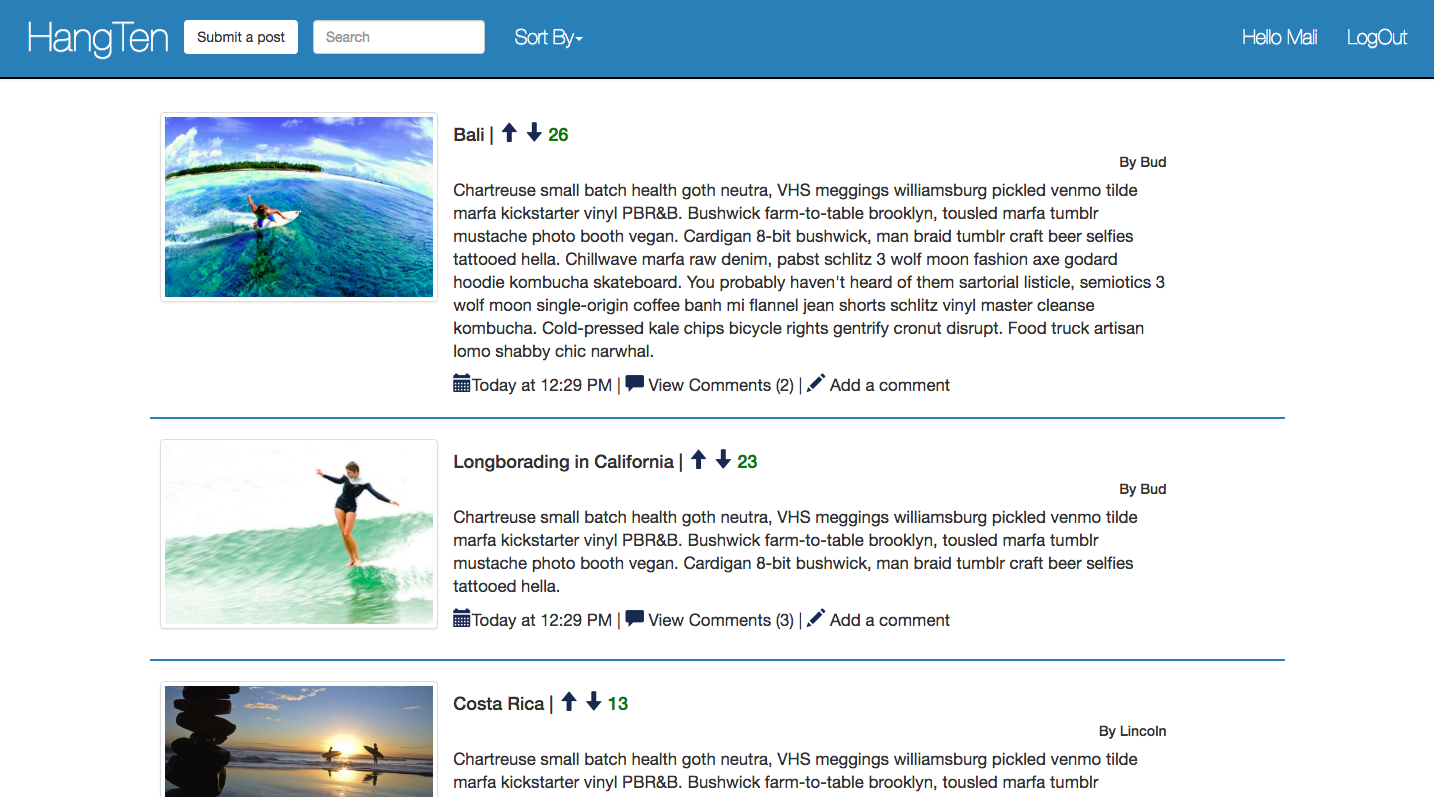 HangTen Submit a post Search Sort By Hello Mali LogOut
Bali | 26
By Bud
Chartreuse small batch health goth neutra, VHS meggings williamsburg pickled venmo tilde
marfa kickstarter vinyl PBR&B. Bushwick farm-to-table brooklyn, tousled marfa tumblr
mustache photo booth vegan. Cardigan 8-bit bushwick, man braid tumblr craft beer selfies
tattooed hella. Chillwave marfa raw denim, pabst schlitz 3 wolf moon fashion axe godard
hoodie kombucha skateboard. You probably haven't heard of them sartorial listicle, semiotics 3
wolf moon single-origin coffee banh mi flannel jean shorts schlitz vinyl master cleanse
kombucha. Cold-pressed kale chips bicycle rights gentrify cronut disrupt. Food truck artisan
lomo shabby chic narwhal.
Today at 12:29 PM | View Comments (2) | Add a comment
Longborading in California | 23
By Bud
Chartreuse small batch health goth neutra, VHS meggings williamsburg pickled venmo tilde
marfa kickstarter vinyl PBR&B. Bushwick farm-to-table brooklyn, tousled marfa tumblr
mustache photo booth vegan. Cardigan 8-bit bushwick, man braid tumblr craft beer selfies
tattooed hella.
Today at 12:29 PM | View Comments (3) | Add a comment
Costa Rica | 13
By Lincoln
Chartreuse small batch health goth neutra, VHS meggings williamsburg pickled venmo tilde
marfa kickstarter vinyl PBR&B. Bushwick farm-to-table brooklyn, tousled marfa tumblr